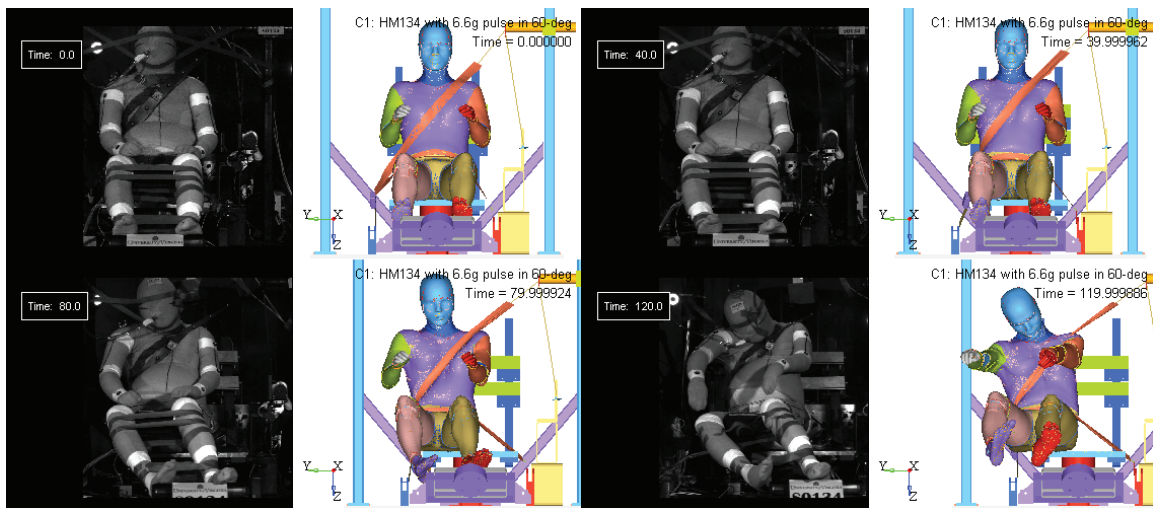 Time: 0.0
S0134
C1: HM134 with 6.6g pulse in 60-deg
Time = 0.000000
Y
X
Z
Time: 40.0
C1: HM134 with 6.6g pulse in 60-deg
Time = 39.999962
Y
X
Z
Time: 80.0
C1: HM134 with 6.6g pulse in 60-deg
Time = 79.999924
Y
X
Z
Time: 120.0
S0134
C1: HM134 with 6.6g pulse in 60-deg
Time = 119.999886
Y
X
Z